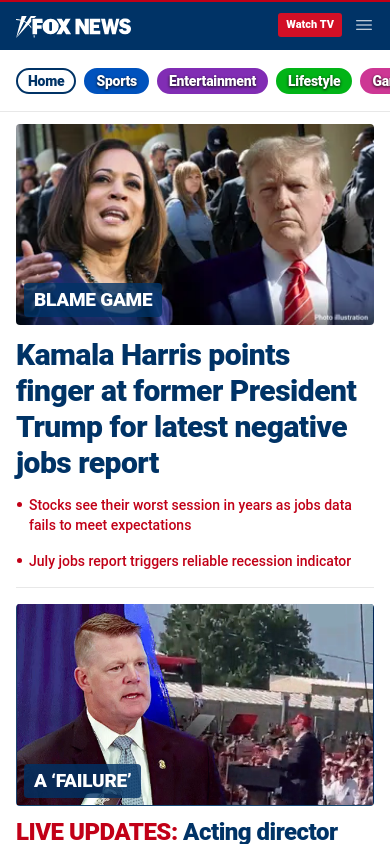 FOX NEWS
Watch TV
Home
Sports
Entertainment
Lifestyle
Ga
BLAME GAME
Photo illustration
Kamala Harris points
finger at former President
Trump for latest negative
jobs report
Stocks see their worst session in years as jobs data
fails to meet expectations
July jobs report triggers reliable recession indicator
A ‘FAILURE’
LIVE UPDATES: Acting director